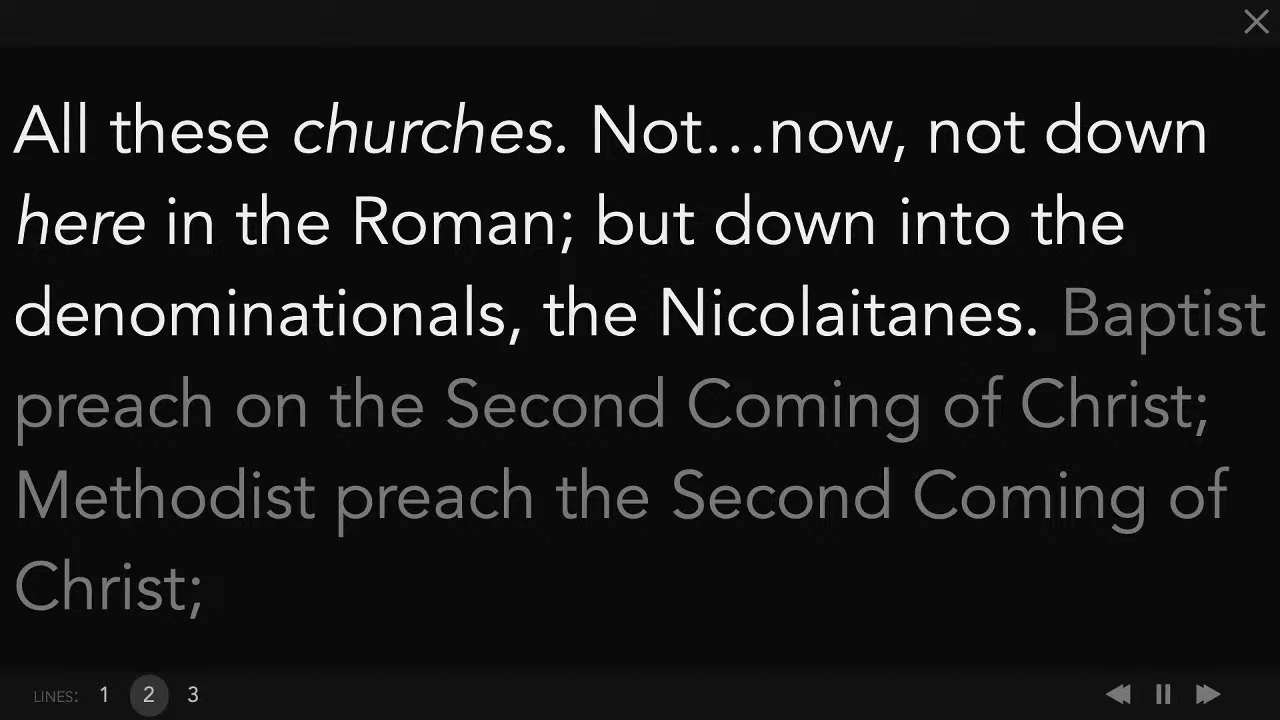 All these churches. Not…now, not down
here in the Roman; but down into the
denominationals, the Nicolaitanes. Baptist
preach on the Second Coming of Christ;
Methodist preach the Second Coming of
Christ;
LINES: 1 2 3